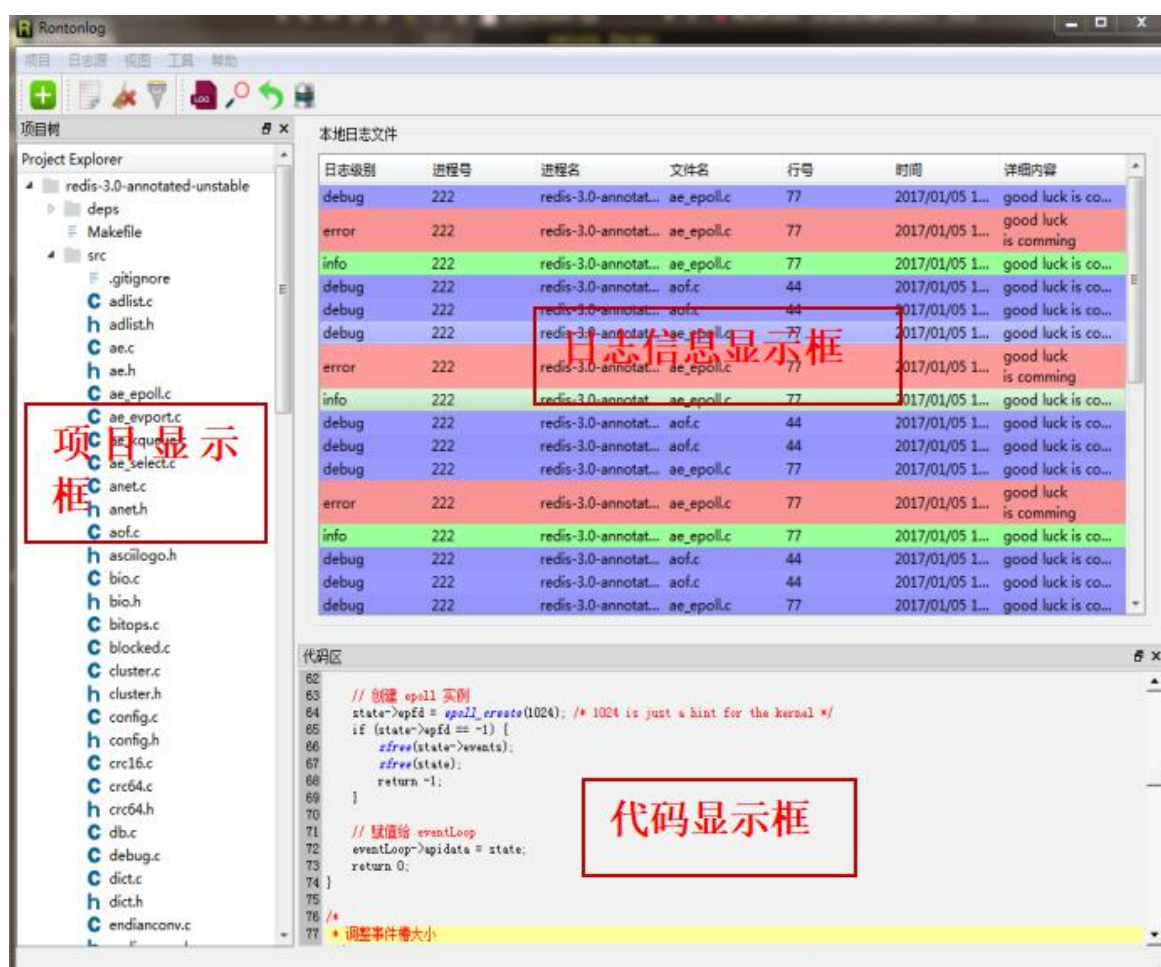 Rontonlog
项目 日志源 视图 工具 帮助
LOG
项目树
Project Explorer
redis-3.0-annotated-unstable
deps
Makefile
src
.gitignore
adlist.c
adlist.h
ae.c
ae.h
ae_epoll.c
ae_evport.c
ae_kqueue.c
ae_select.c
anet.c
anet.h
aof.c
asciilogo.h
bio.c
bio.h
bitops.c
blocked.c
cluster.c
cluster.h
config.c
config.h
crc16.c
crc64.c
crc64.h
db.c
debug.c
dict.c
dict.h
endianconv.c
项目显示
框
本地日志文件
日志级别 进程号 进程名 文件名 行号 时间 详细内容
debug 222 redis-3.0-annotat... ae_epoll.c 77 2017/01/05 1... good luck is co...
error 222 redis-3.0-annotat... ae_epoll.c 77 2017/01/05 1... good luck
is comming
info 222 redis-3.0-annotat... ae_epoll.c 77 2017/01/05 1... good luck is co...
debug 222 redis-3.0-annotat... aof.c 44 2017/01/05 1... good luck is co...
debug 222 redis-3.0-annotat... aof.c 44 2017/01/05 1... good luck is co...
debug 222 redis-3.0-annotat... ae_epoll.c 77 2017/01/05 1... good luck is co...
error 222 redis-3.0-annotat... ae_epoll.c 77 2017/01/05 1... good luck
is comming
info 222 redis-3.0-annotat... ae_epoll.c 77 2017/01/05 1... good luck is co...
debug 222 redis-3.0-annotat... aof.c 44 2017/01/05 1... good luck is co...
debug 222 redis-3.0-annotat... aof.c 44 2017/01/05 1... good luck is co...
debug 222 redis-3.0-annotat... ae_epoll.c 77 2017/01/05 1... good luck is co...
error 222 redis-3.0-annotat... ae_epoll.c 77 2017/01/05 1... good luck
is comming
info 222 redis-3.0-annotat... ae_epoll.c 77 2017/01/05 1... good luck is co...
debug 222 redis-3.0-annotat... aof.c 44 2017/01/05 1... good luck is co...
debug 222 redis-3.0-annotat... aof.c 44 2017/01/05 1... good luck is co...
debug 222 redis-3.0-annotat... ae_epoll.c 77 2017/01/05 1... good luck is co...
日志信息显示框
代码区
62
63 // 创建 epoll 实例
64 state->epfd = epoll_create(1024); /* 1024 is just a hint for the kernel */
65 if (state->epfd == -1) {
66 zfree(state->events);
67 zfree(state);
68 return -1;
69 }
70
71 // 赋值给 eventLoop
72 eventLoop->apidata = state;
73 return 0;
74 }
75
76 /*
77 * 调整事件槽大小
代码显示框